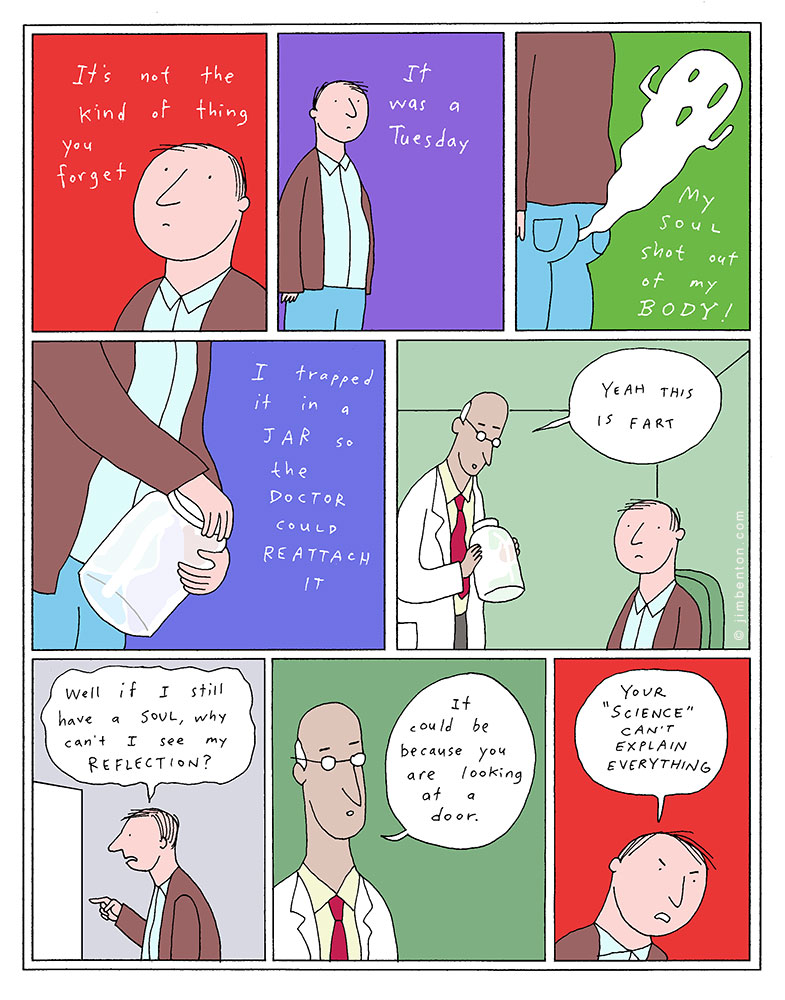 It's not the
kind of thing
you
forget
It
was a
Tuesday
My
SOUL
shot out
of my
BODY!
I trapped
it in a
JAR so
the
DOCTOR
COULD
REATTACH
IT
YEAH THIS
IS FART
© jimbenton.com
Well if I still
have a SOUL, why
can't I see my
REFLECTION?
It
could be
because you
are looking
at a
door.
YOUR
"SCIENCE"
CAN'T
EXPLAIN
EVERYTHING